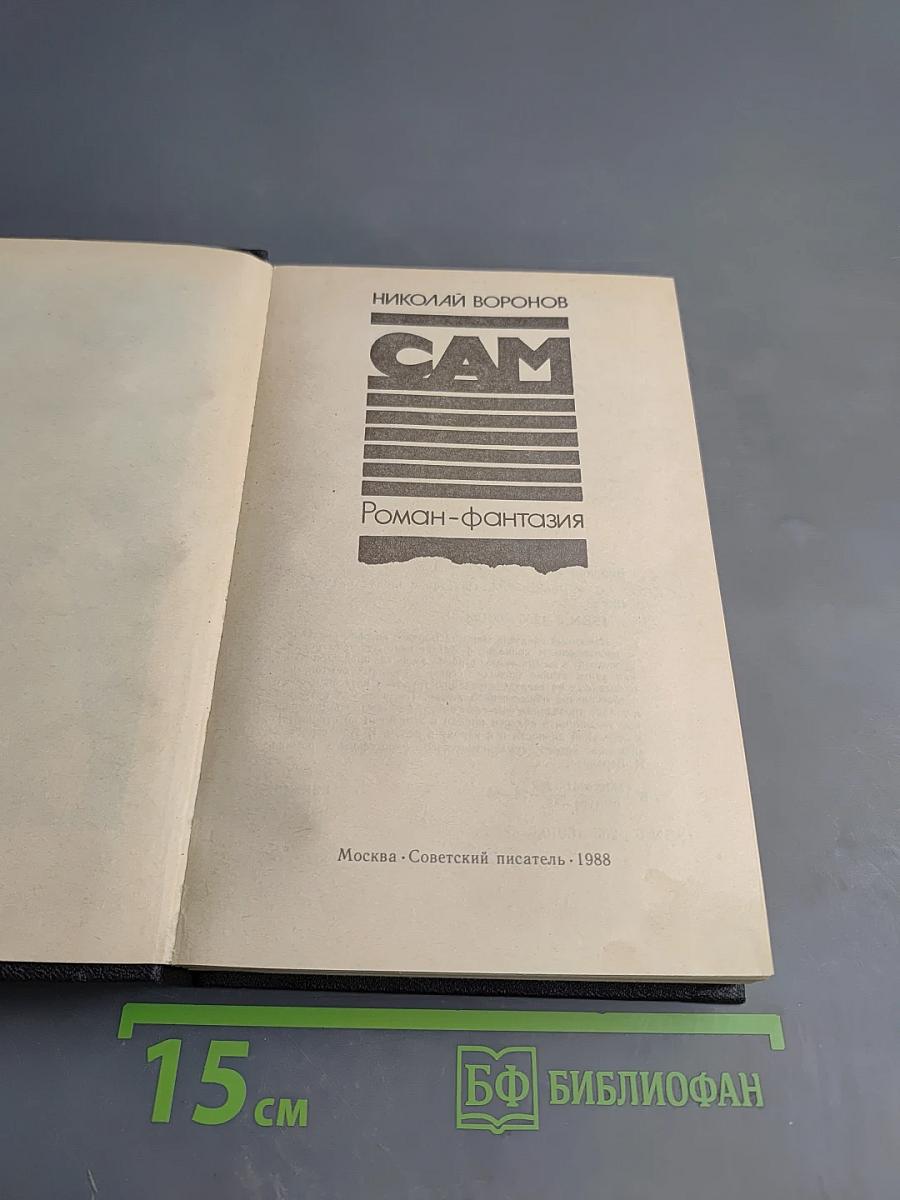 НИКОЛАЙ ВОРОНОВ
САМ
Роман-фантазия
Москва · Советский писатель · 1988
15 см
БФ БИБЛИОФАН